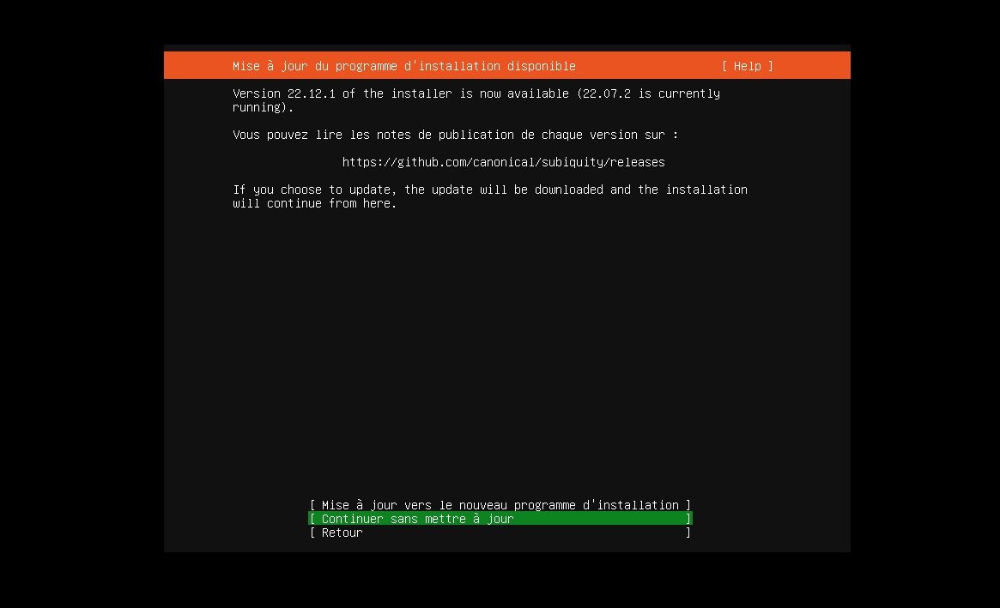 Mise à jour du programme d'installation disponible [ Help ]
Version 22.12.1 of the installer is now available (22.07.2 is currently
running).
Vous pouvez lire les notes de publication de chaque version sur :
https://github.com/canonical/subiquity/releases
If you choose to update, the update will be downloaded and the installation
will continue from here.
[ Mise à jour vers le nouveau programme d'installation ]
[ Continuer sans mettre à jour ]
[ Retour ]